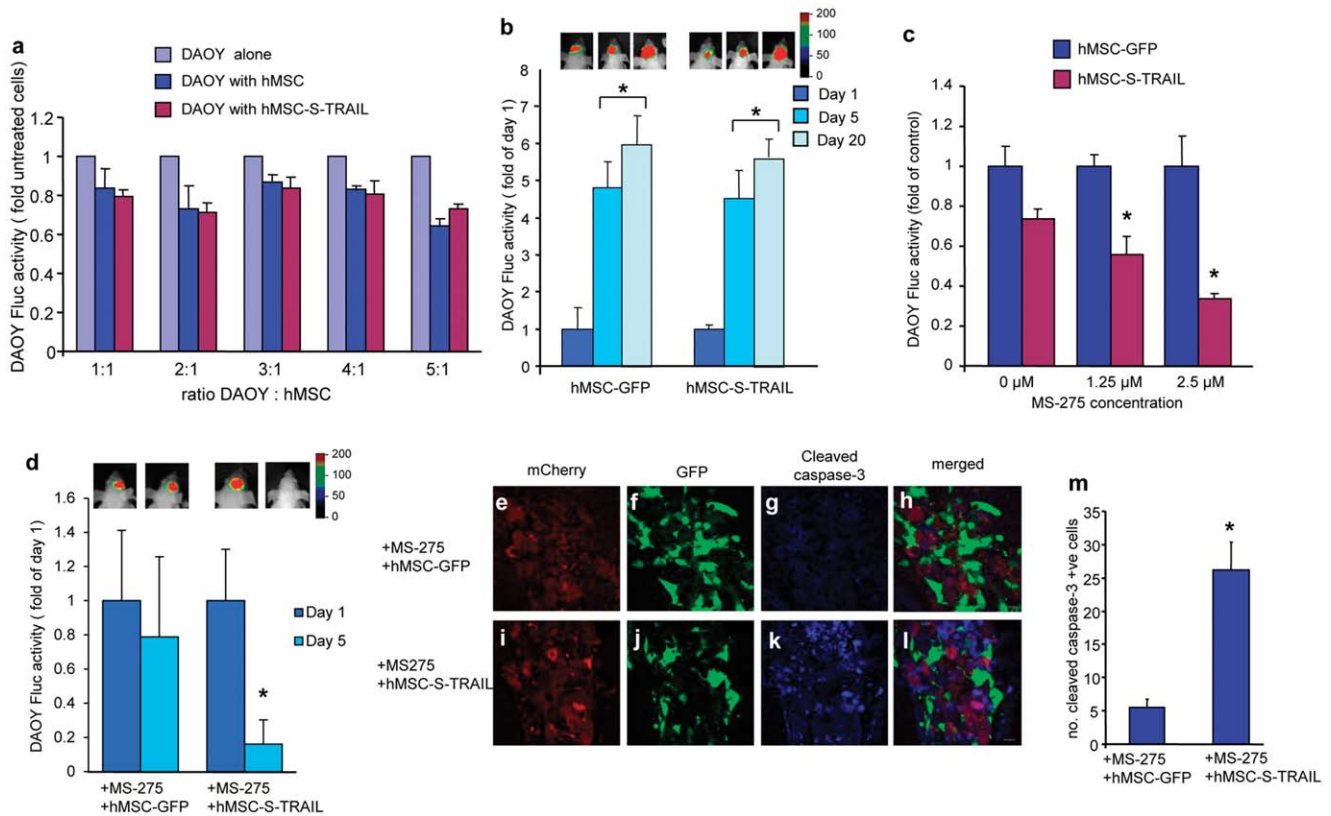 a
DAOY alone
DAOY with hMSC
DAOY with hMSC-S-TRAIL
DAOY Fluc activity ( fold untreated cells)
1.2
1
0.8
0.6
0.4
0.2
0
1:1 2:1 3:1 4:1 5:1
ratio DAOY : hMSC
b
200
100
50
0
Day 1
Day 5
Day 20
DAOY Fluc activity ( fold of day 1)
8
7
6
5
4
3
2
1
0
* *
hMSC-GFP hMSC-S-TRAIL
c
hMSC-GFP
hMSC-S-TRAIL
DAOY Fluc activity (fold of control)
1.4
1.2
1
0.8
0.6
0.4
0.2
0
* *
0 µM 1.25 µM 2.5 µM
MS-275 concentration
d
200
150
100
50
0
DAOY Fluc activity ( fold of day 1)
1.6
1.4
1.2
1
0.8
0.6
0.4
0.2
0
Day 1
Day 5
*
+MS-275
+hMSC-GFP
+MS-275
+hMSC-S-TRAIL
mCherry GFP Cleaved
caspase-3 merged
+MS-275
+hMSC-GFP
e f g h
+MS275
+hMSC-S-TRAIL
i j k l
m
no. cleaved caspase-3 +ve cells
35
30
25
20
15
10
5
0
*
+MS-275
+hMSC-GFP
+MS-275
+hMSC-S-TRAIL